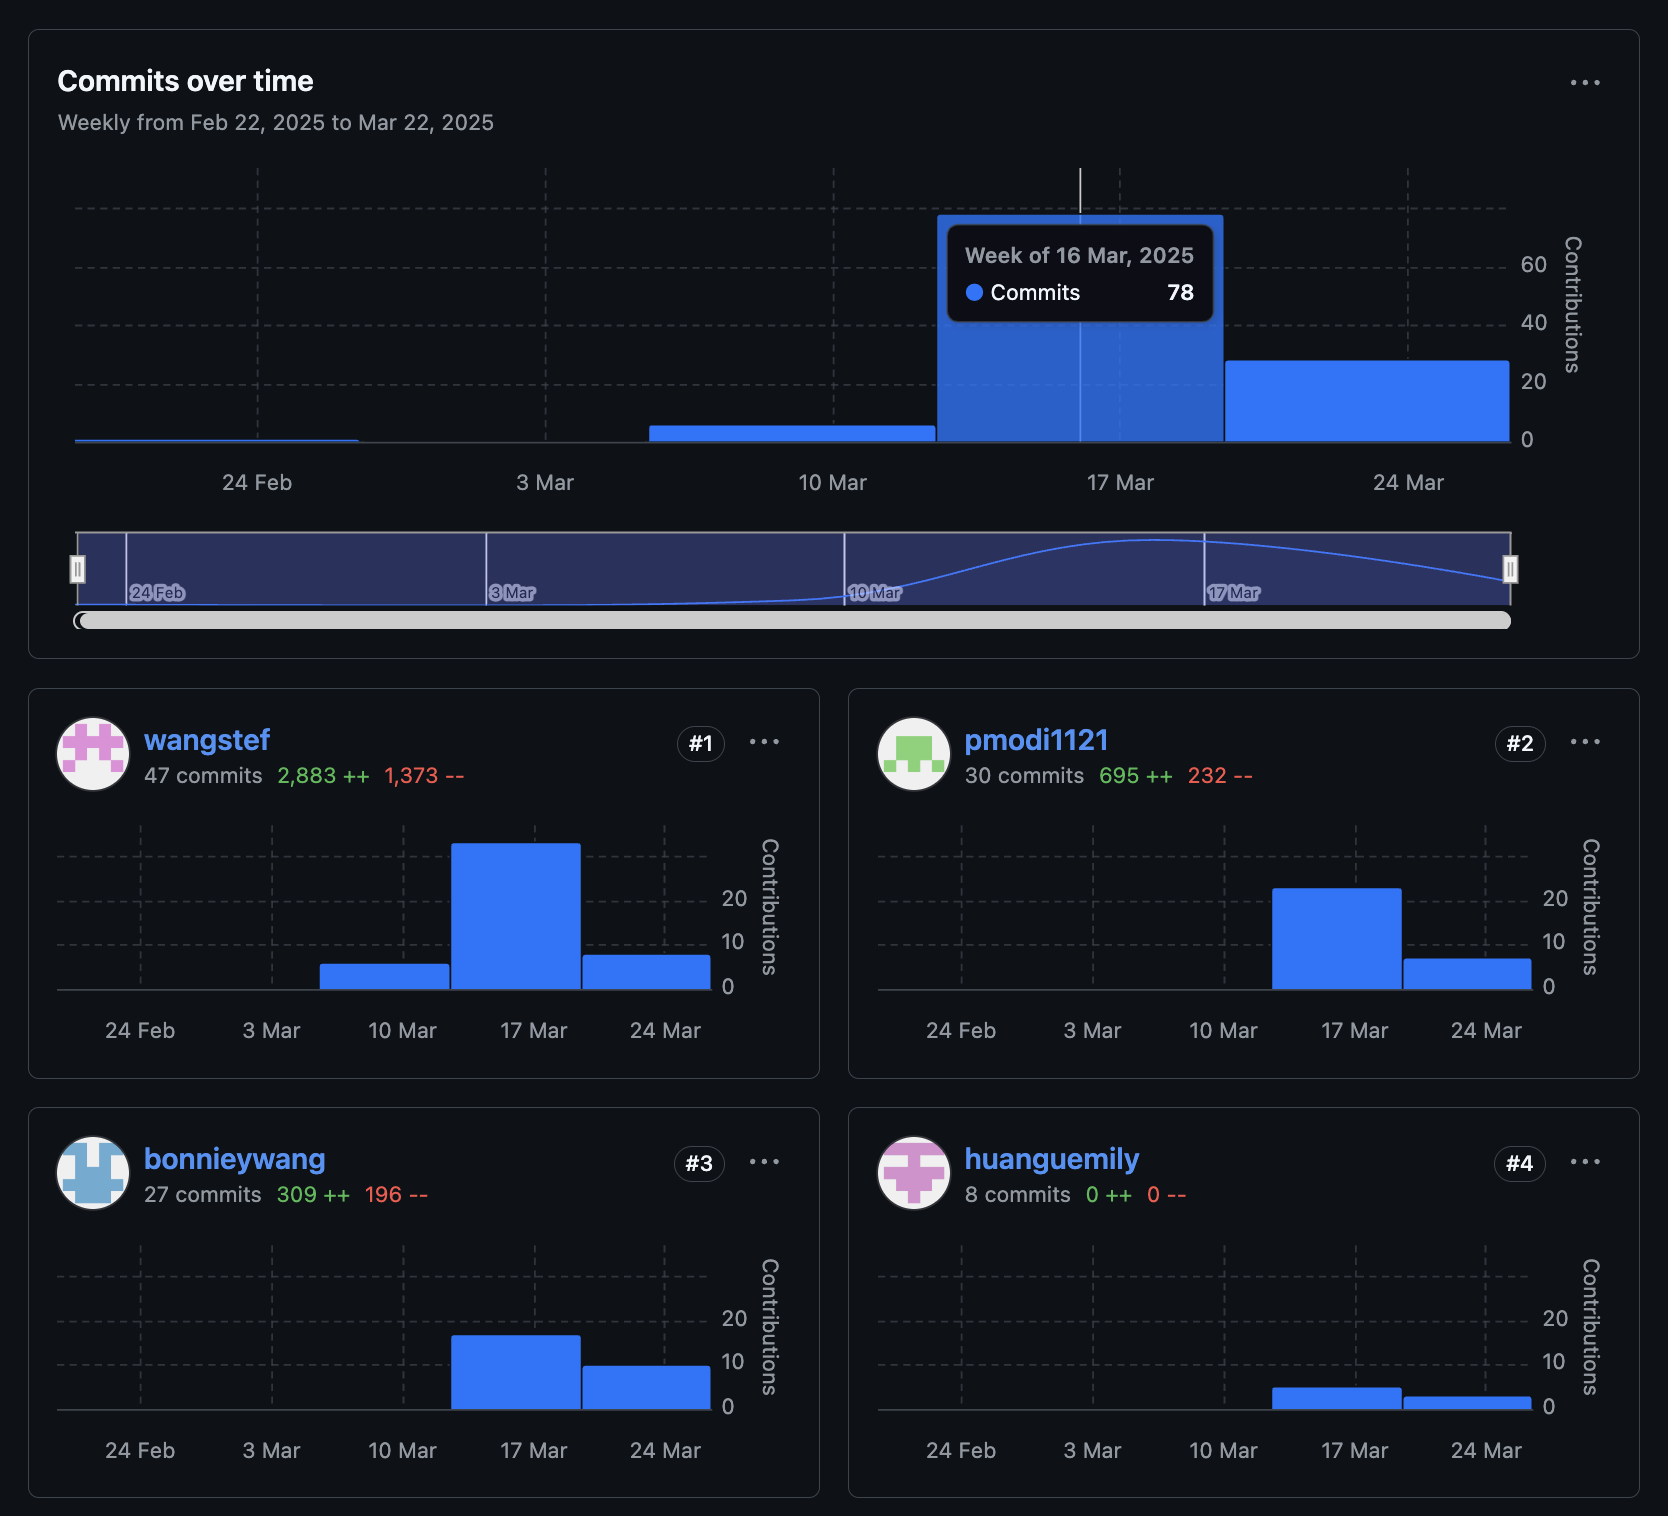 Commits over time
Weekly from Feb 22, 2025 to Mar 22, 2025
Week of 16 Mar, 2025
Commits 78
60
40
20
0
Contributions
24 Feb 3 Mar 10 Mar 17 Mar 24 Mar
24 Feb 3 Mar 10 Mar 17 Mar
wangstef #1
47 commits 2,883 ++ 1,373 --
20
10
0
Contributions
24 Feb 3 Mar 10 Mar 17 Mar 24 Mar
pmodi1121 #2
30 commits 695 ++ 232 --
20
10
0
Contributions
24 Feb 3 Mar 10 Mar 17 Mar 24 Mar
bonnieywang #3
27 commits 309 ++ 196 --
20
10
0
Contributions
24 Feb 3 Mar 10 Mar 17 Mar 24 Mar
huanguemily #4
8 commits 0 ++ 0 --
20
10
0
Contributions
24 Feb 3 Mar 10 Mar 17 Mar 24 Mar